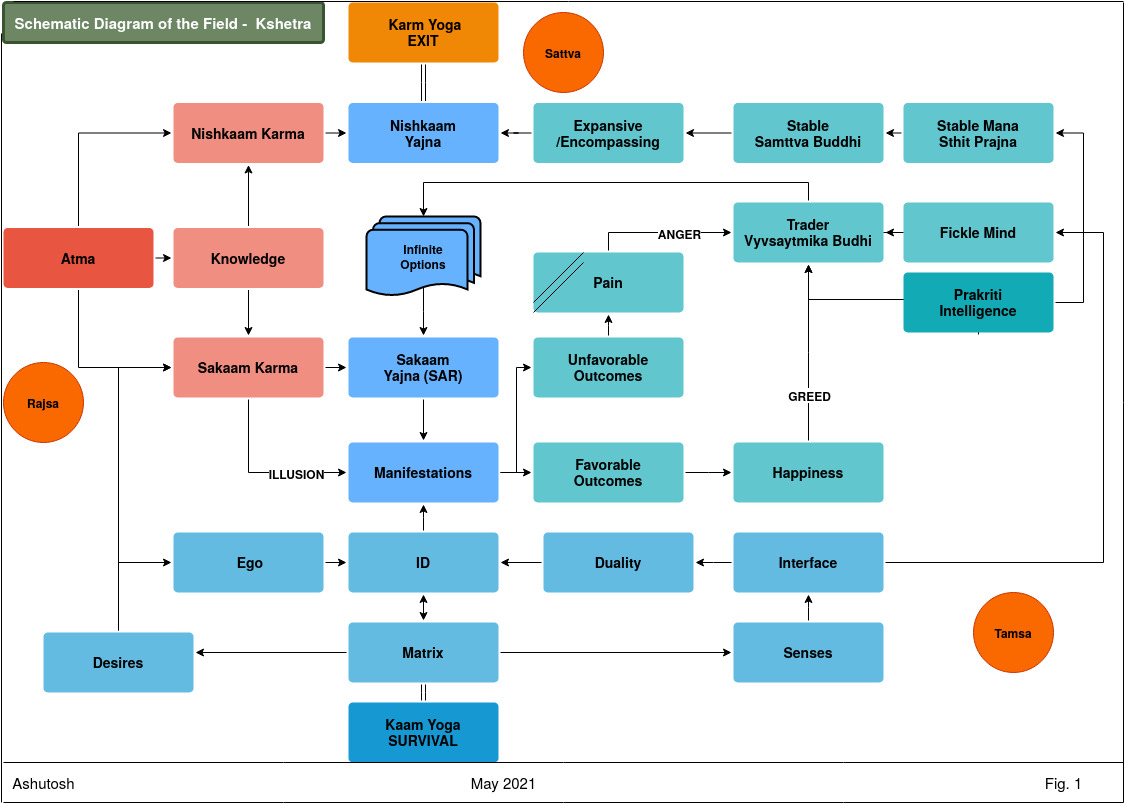 Schematic Diagram of the Field - Kshetra
Karm Yoga
EXIT
Sattva
Nishkaam Karma
Nishkaam
Yajna
Expansive
/Encompassing
Stable
Samttva Buddhi
Stable Mana
Sthit Prajna
Atma
Knowledge
Infinite
Options
Pain
ANGER
Trader
Vyvsaytmika Budhi
Fickle Mind
Prakriti
Intelligence
Rajsa
Sakaam Karma
Sakaam
Yajna (SAR)
Unfavorable
Outcomes
GREED
ILLUSION
Manifestations
Favorable
Outcomes
Happiness
Ego
ID
Duality
Interface
Tamsa
Desires
Matrix
Senses
Kaam Yoga
SURVIVAL
Ashutosh
May 2021
Fig. 1